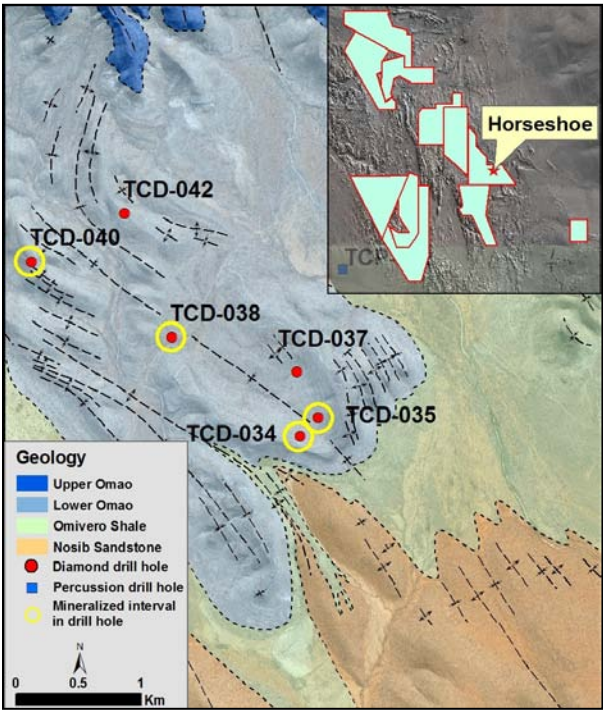 Horseshoe
TCD-042
TCD-040
TCD-038
TCD-037
TCD-035
TCD-034
Geology
Upper Omao
Lower Omao
Omivero Shale
Nosib Sandstone
Diamond drill hole
Percussion drill hole
Mineralized interval
in drill hole
N
0 0.5 1
Km